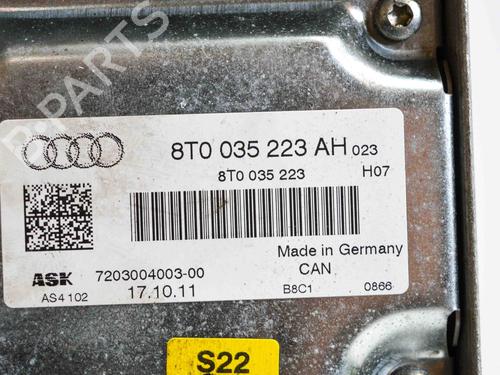 B-PARTS
8T0 035 223 AH 023
8T0 035 223 H07
Made in Germany
ASK 7203004003-00 CAN
AS4 102 17.10.11 B8C1 0866
S22